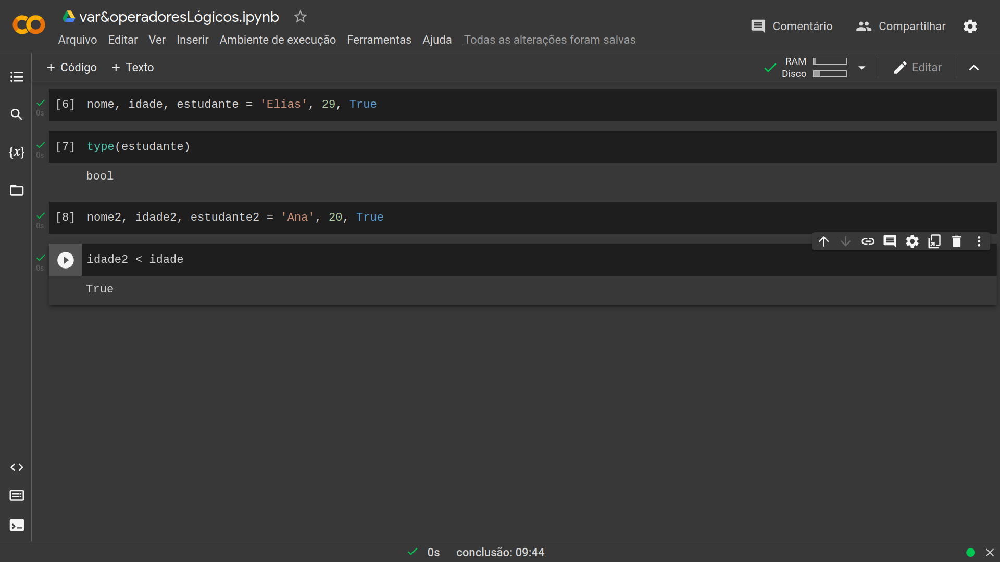 var&operadoresLógicos.ipynb
Comentário Compartilhar
Arquivo Editar Ver Inserir Ambiente de execução Ferramentas Ajuda Todas as alterações foram salvas
+ Código + Texto
RAM
Disco
Editar
[6] nome, idade, estudante = 'Elias', 29, True
0s
{x}
[7] type(estudante)
0s
bool
[8] nome2, idade2, estudante2 = 'Ana', 20, True
0s
idade2 < idade
0s
True
0s conclusão: 09:44